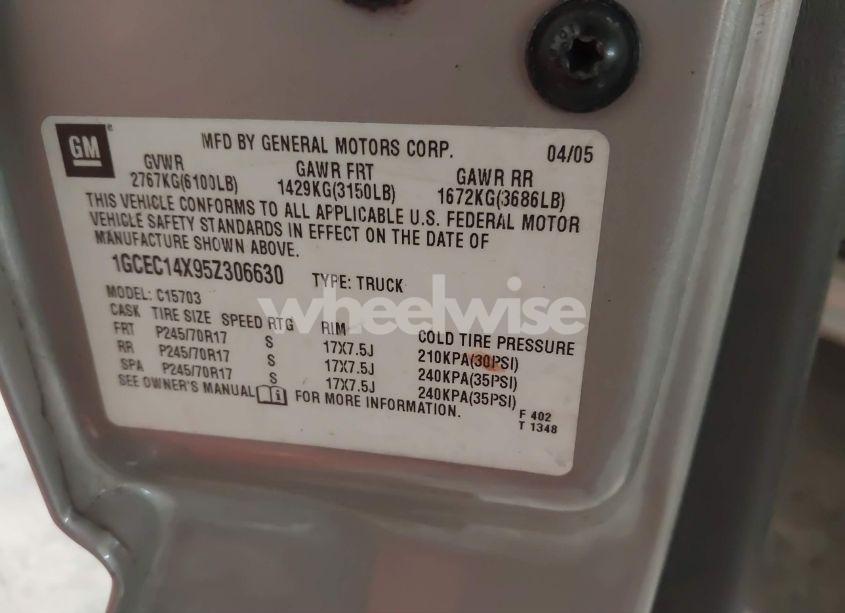 GM
MFD BY GENERAL MOTORS CORP. 04/05
GVWR GAWR FRT GAWR RR
2767KG(6100LB) 1429KG(3150LB) 1672KG(3686LB)
THIS VEHICLE CONFORMS TO ALL APPLICABLE U.S. FEDERAL MOTOR
VEHICLE SAFETY STANDARDS IN EFFECT ON THE DATE OF
MANUFACTURE SHOWN ABOVE.
1GCEC14X95Z306630 TYPE: TRUCK
MODEL: C15703
CASK TIRE SIZE SPEED RTG RIM COLD TIRE PRESSURE
FRT P245/70R17 S 17X7.5J 210KPA(30PSI)
RR P245/70R17 S 17X7.5J 240KPA(35PSI)
SPA P245/70R17 S 17X7.5J 240KPA(35PSI)
SEE OWNER'S MANUAL FOR MORE INFORMATION.
F 402
T 1348
wheelwise